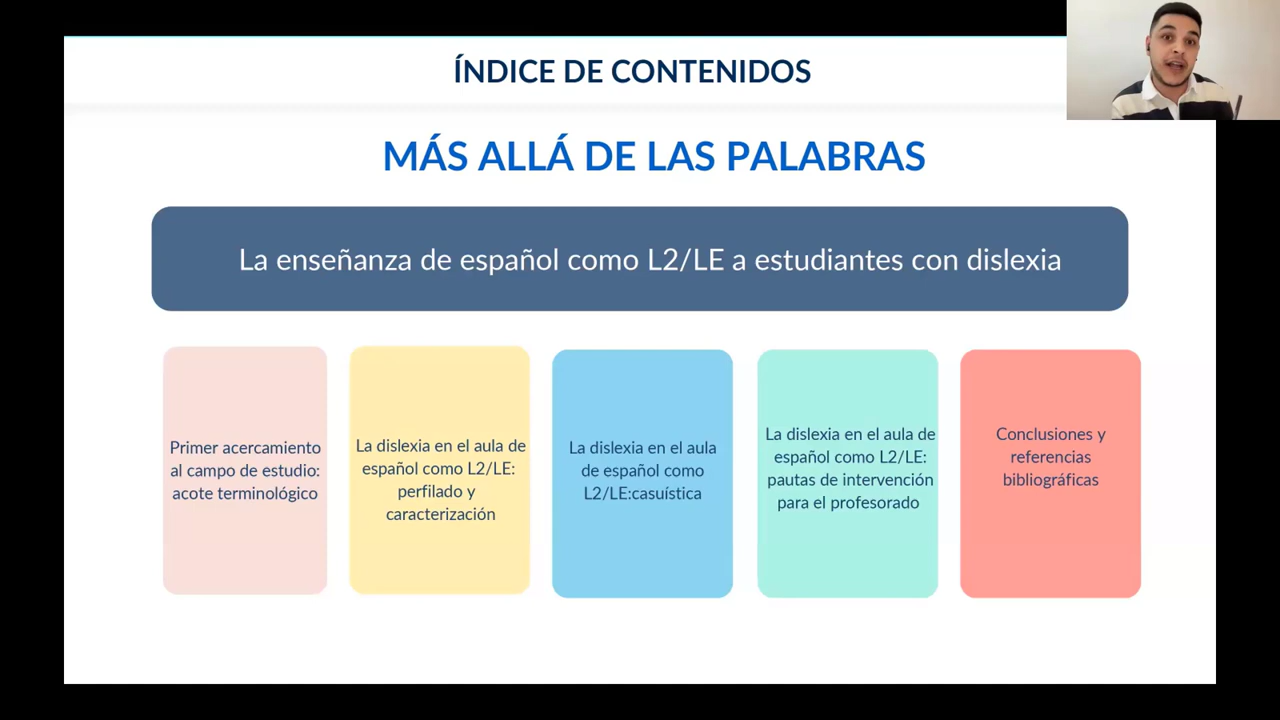 ÍNDICE DE CONTENIDOS
MÁS ALLÁ DE LAS PALABRAS
La enseñanza de español como L2/LE a estudiantes con dislexia
Primer acercamiento
al campo de estudio:
acote terminológico
La dislexia en el aula de
español como L2/LE:
perfilado y
caracterización
La dislexia en el aula
de español como
L2/LE:casuística
La dislexia en el aula de
español como L2/LE:
pautas de intervención
para el profesorado
Conclusiones y
referencias
bibliográficas